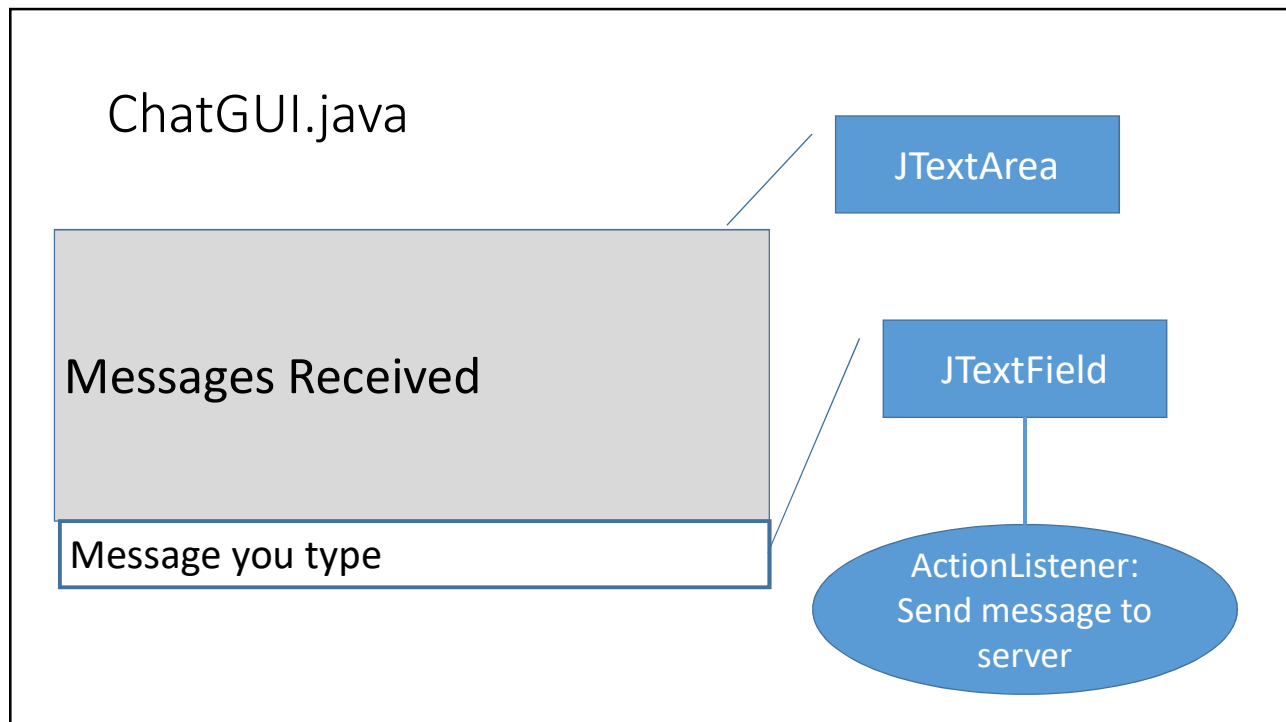 ChatGUI.java
JTextArea
Messages Received
JTextField
Message you type
ActionListener:
Send message to
server